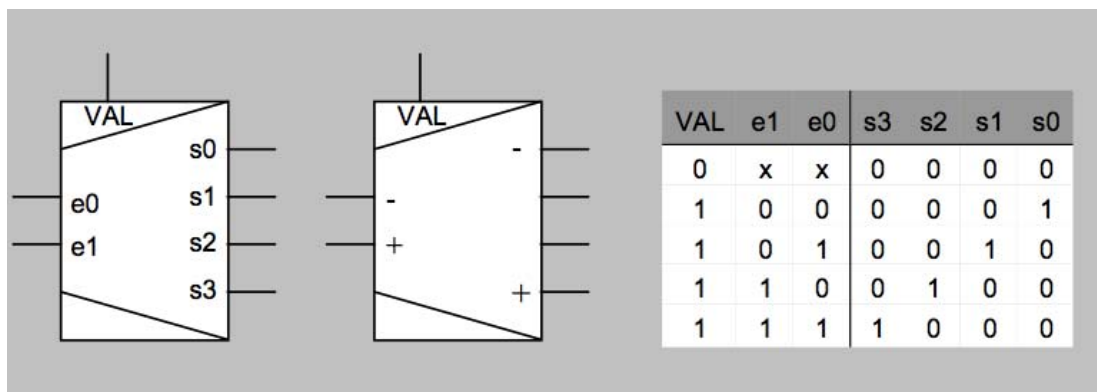 VAL
s0
e0 s1
e1 s2
s3
VAL
-
-
+
+
VAL e1 e0 s3 s2 s1 s0
0 x x 0 0 0 0
1 0 0 0 0 0 1
1 0 1 0 0 1 0
1 1 0 0 1 0 0
1 1 1 1 0 0 0